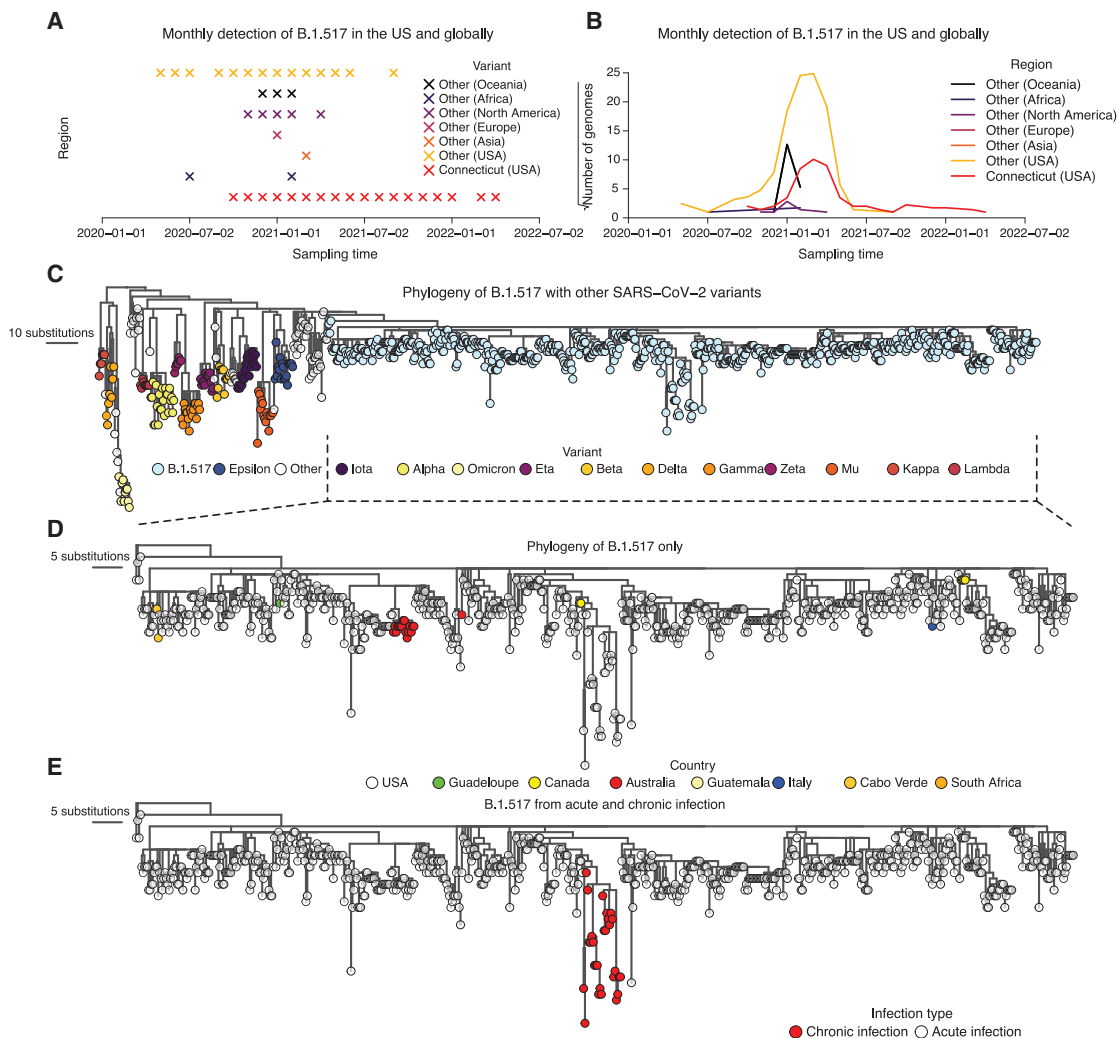 A
Monthly detection of B.1.517 in the US and globally
Region
Variant
Other (Oceania)
Other (Africa)
Other (North America)
Other (Europe)
Other (Asia)
Other (USA)
Connecticut (USA)
2020−01−01
2020−07−02
2021−01−01
2021−07−02
2022−01−01
2022−07−02
Sampling time
B
Monthly detection of B.1.517 in the US and globally
√Number of genomes
25
20
15
10
5
0
Region
Other (Oceania)
Other (Africa)
Other (North America)
Other (Europe)
Other (Asia)
Other (USA)
Connecticut (USA)
2020−01−01
2020−07−02
2021−01−01
2021−07−02
2022−01−01
2022−07−02
Sampling time
C
Phylogeny of B.1.517 with other SARS−CoV−2 variants
10 substitutions
Variant
B.1.517 Epsilon Other Iota Alpha Omicron Eta Beta Delta Gamma Zeta Mu Kappa Lambda
D
5 substitutions
Phylogeny of B.1.517 only
Country
USA Guadeloupe Canada Australia Guatemala Italy Cabo Verde South Africa
E
B.1.517 from acute and chronic infection
5 substitutions
Infection type
Chronic infection Acute infection